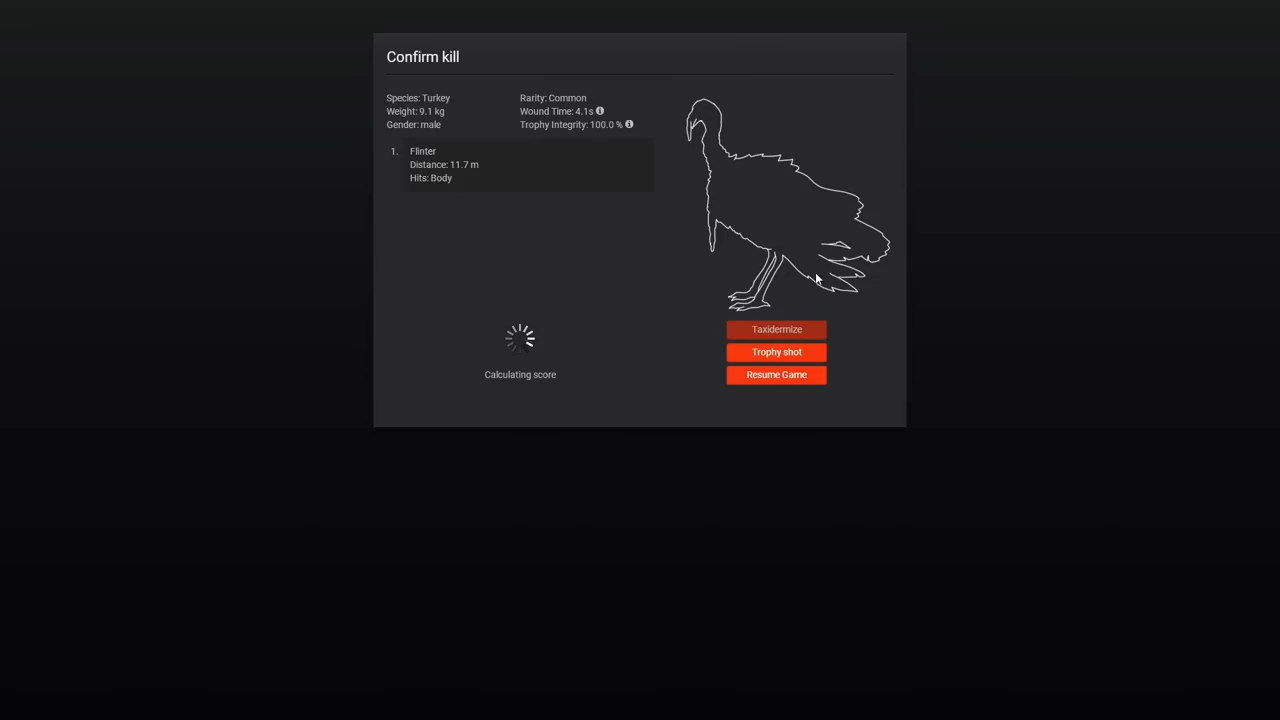 Confirm kill
Species: Turkey
Weight: 9.1 kg
Gender: male
Rarity: Common
Wound Time: 4.1s
Trophy Integrity: 100.0 %
1.
Flinter
Distance: 11.7 m
Hits: Body
Calculating score
Taxidermize
Trophy shot
Resume Game